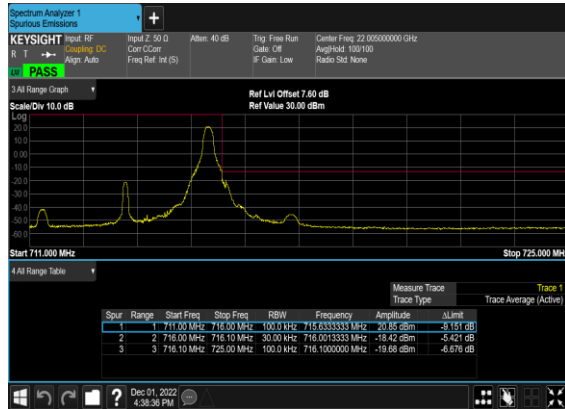 Spectrum Analyzer 1
Spurious Emissions
KEYSIGHT Input: RF Input Z: 50 Ω Atten: 40 dB Trig: Free Run Center Freq: 22.005000000 GHz
R T Coupling: DC Corr CCorr Gate: Off Avg|Hold: 100/100
Align: Auto Freq Ref: Int (S) IF Gain: Low Radio Std: None
PASS
3 All Range Graph Ref Lvl Offset 7.60 dB
Scale/Div 10.0 dB Ref Value 30.00 dBm
Log
20.0
10.0
0.00
-10.0
-20.0
-30.0
-40.0
-50.0
-60.0
Start 711.000 MHz Stop 725.000 MH
4 All Range Table
Measure Trace Trace 1
Trace Type Trace Average (Active)
Spur Range Start Freq Stop Freq RBW Frequency Amplitude ΔLimit
1 1 711.00 MHz 716.00 MHz 100.0 kHz 715.6333333 MHz 20.85 dBm -9.151 dB
2 2 716.00 MHz 716.10 MHz 30.00 kHz 716.0013333 MHz -18.42 dBm -5.421 dB
3 3 716.10 MHz 725.00 MHz 100.0 kHz 716.1000000 MHz -19.68 dBm -6.676 dB
? Dec 01, 2022
4:38:36 PM